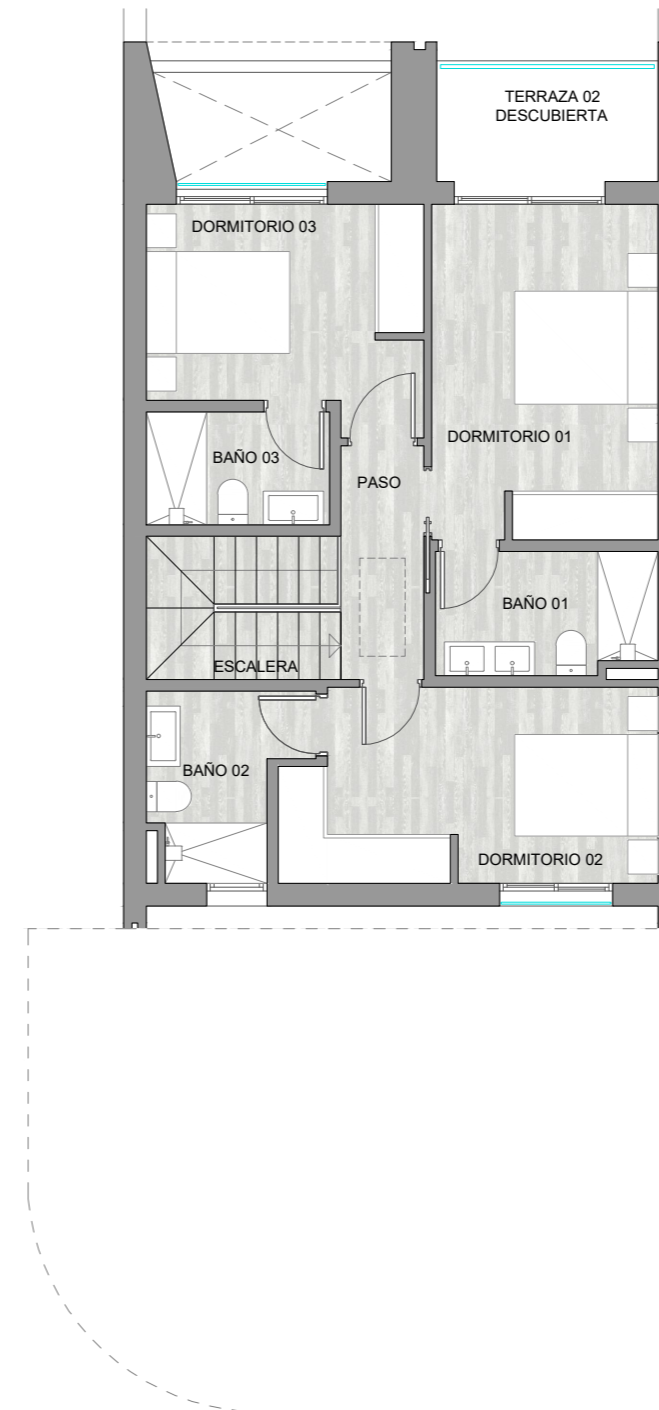 TERRAZA 02
DESCUBIERTA
DORMITORIO 03
DORMITORIO 01
BAÑO 03
PASO
BAÑO 01
ESCALERA
BAÑO 02
DORMITORIO 02